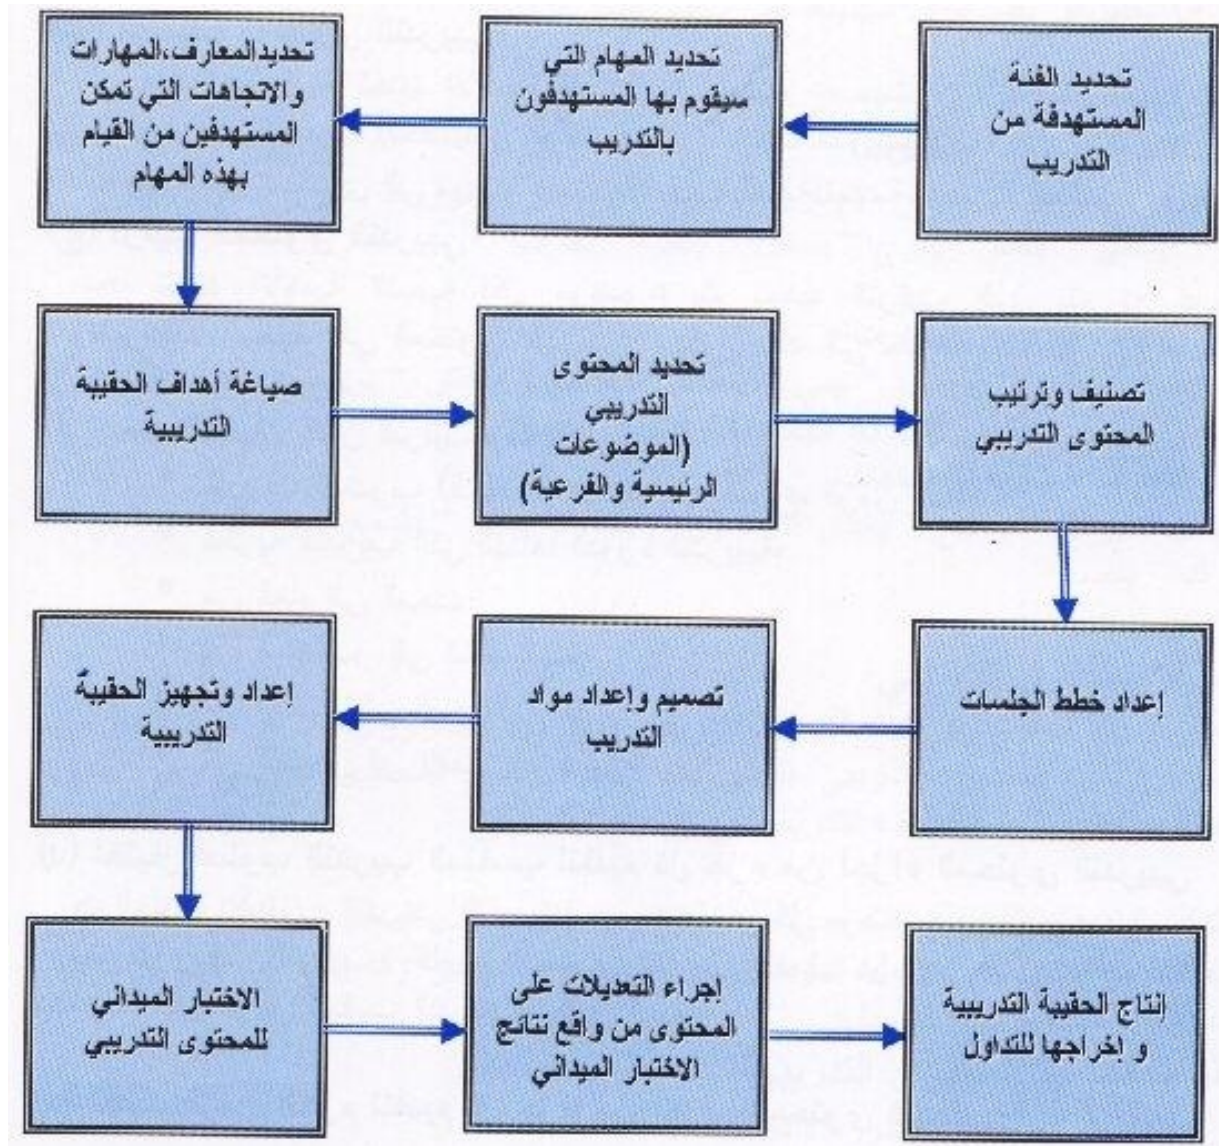 تحديد الفئة
المستهدفة من
التدريب
تحديد المهام التي
سيقوم بها المستهدفون
بالتدريب
تحديدالمعارف،المهارات
والاتجاهات التي تمكن
المستهدفين من القيام
بهذه المهام
صياغة أهداف الحقيبة
التدريبية
تحديد المحتوى
التدريبي
(الموضوعات
الرئيسية والفرعية)
تصنيف وترتيب
المحتوى التدريبي
إعداد خطط الجلسات
تصميم وإعداد مواد
التدريب
إعداد وتجهيز الحقيبة
التدريبية
الاختبار الميداني
للمحتوى التدريبي
إجراء التعديلات على
المحتوى من واقع نتائج
الاختبار الميداني
إنتاج الحقيبة التدريبية
و إخراجها للتداول